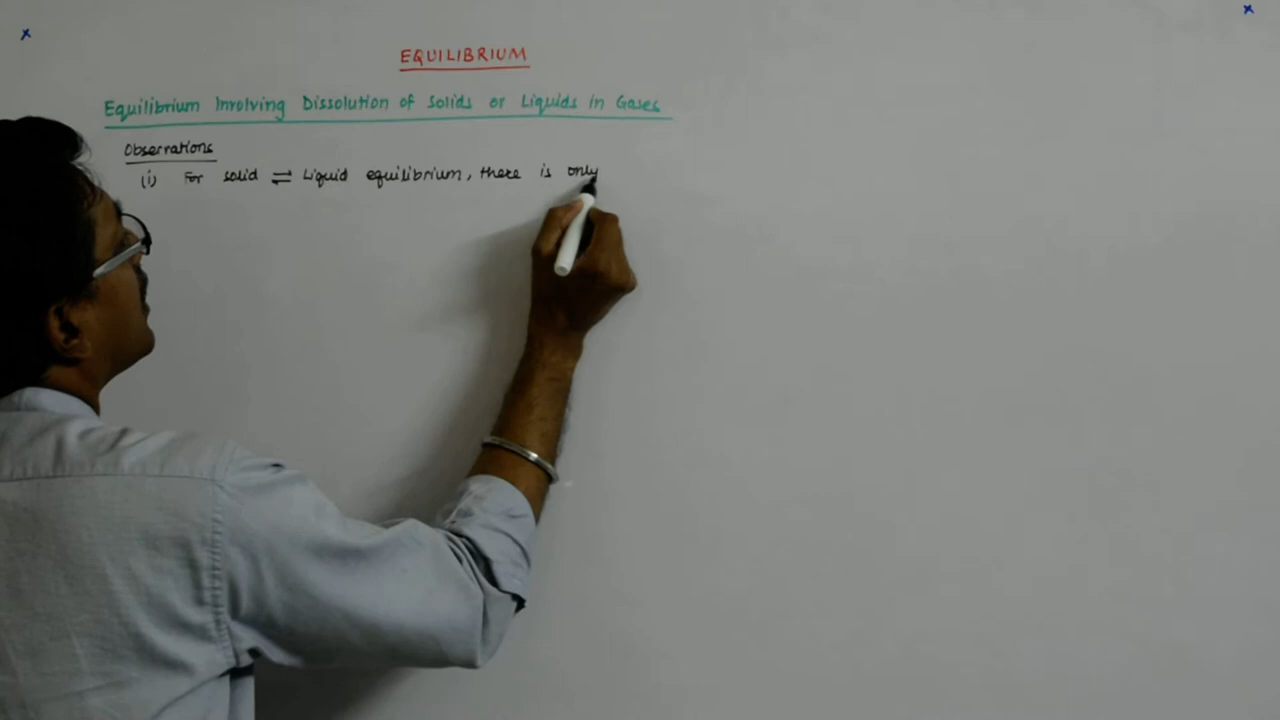 EQUILIBRIUM
Equilibrium Involving Dissolution of Solids or Liquids in Gases
Observations
(i) For solid ⇌ Liquid equilibrium, there is only